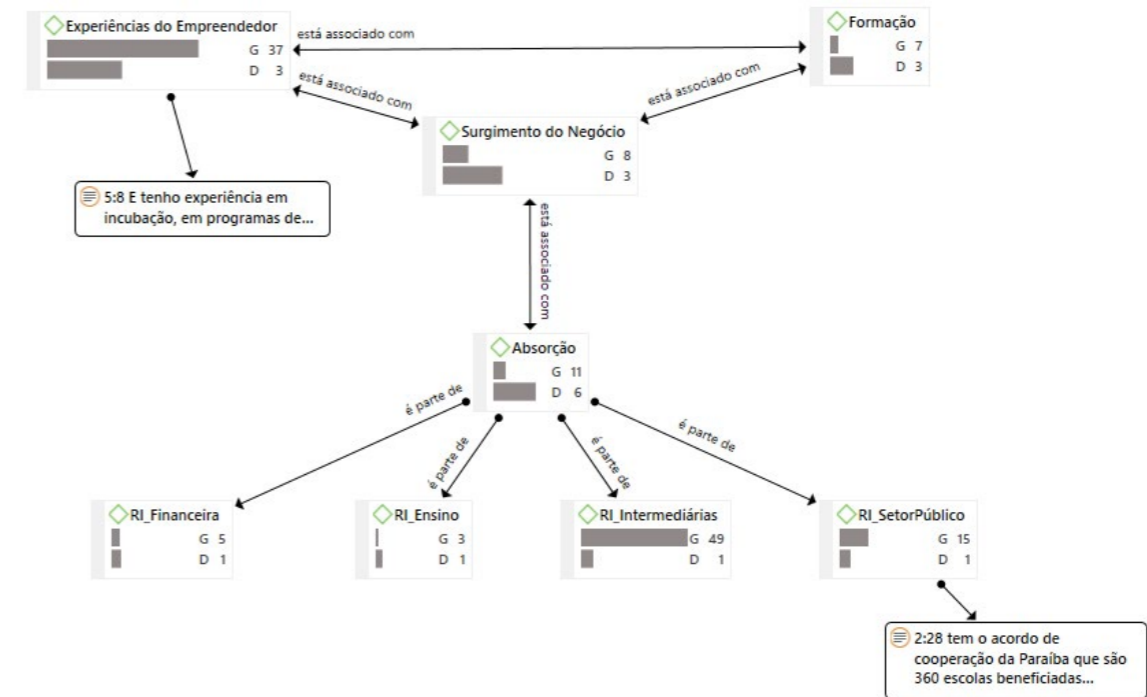 Experiências do Empreendedor
G 37
D 3
está associado com
Formação
G 7
D 3
está associado com
está associado com
Surgimento do Negócio
G 8
D 3
5:8 E tenho experiência em
incubação, em programas de...
está associado com
Absorção
G 11
D 6
é parte de
é parte de
é parte de
é parte de
RI_Financeira
G 5
D 1
RI_Ensino
G 3
D 1
RI_Intermediárias
G 49
D 1
RI_SetorPúblico
G 15
D 1
2:28 tem o acordo de
cooperação da Paraíba que são
360 escolas beneficiadas...